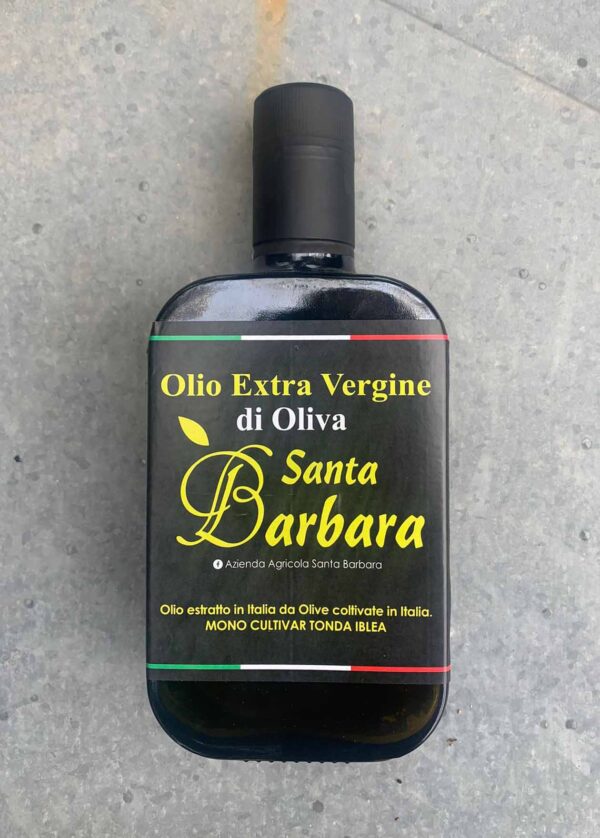 Olio Extra Vergine
di Oliva
Santa
Barbara
Azienda Agricola Santa Barbara
Olio estratto in Italia da Olive coltivate in Italia.
MONO CULTIVAR TONDA IBLEA